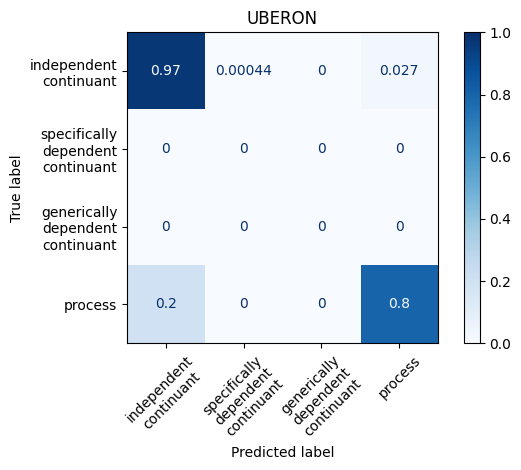 UBERON
independent
continuant
0.97
0.00044
0
0.027
specifically
dependent
continuant
0
0
0
0
generically
dependent
continuant
0
0
0
0
process
0.2
0
0
0.8
True label
independent
continuant
specifically
dependent
continuant
generically
dependent
continuant
process
Predicted label
1.0
0.8
0.6
0.4
0.2
0.0